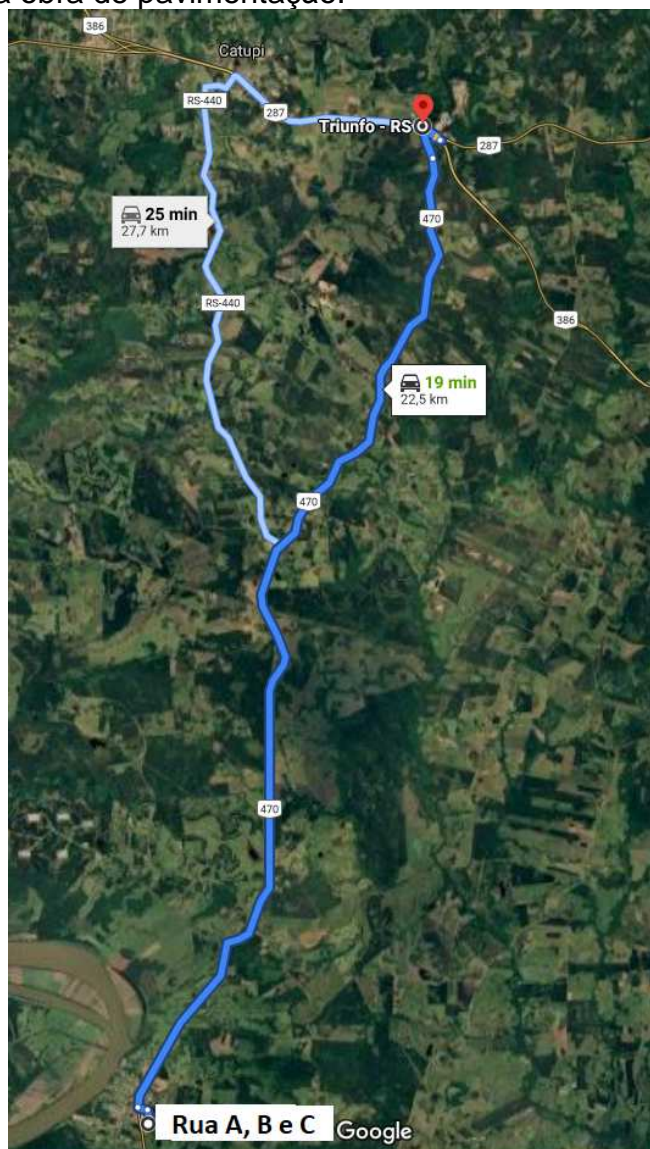 a obra de pavimentação.
386
Catupi
RS-440
287
Triunfo - RS
287
470
25 min
27,7 km
RS-440
386
19 min
22,5 km
470
470
Rua A, B e C
Google